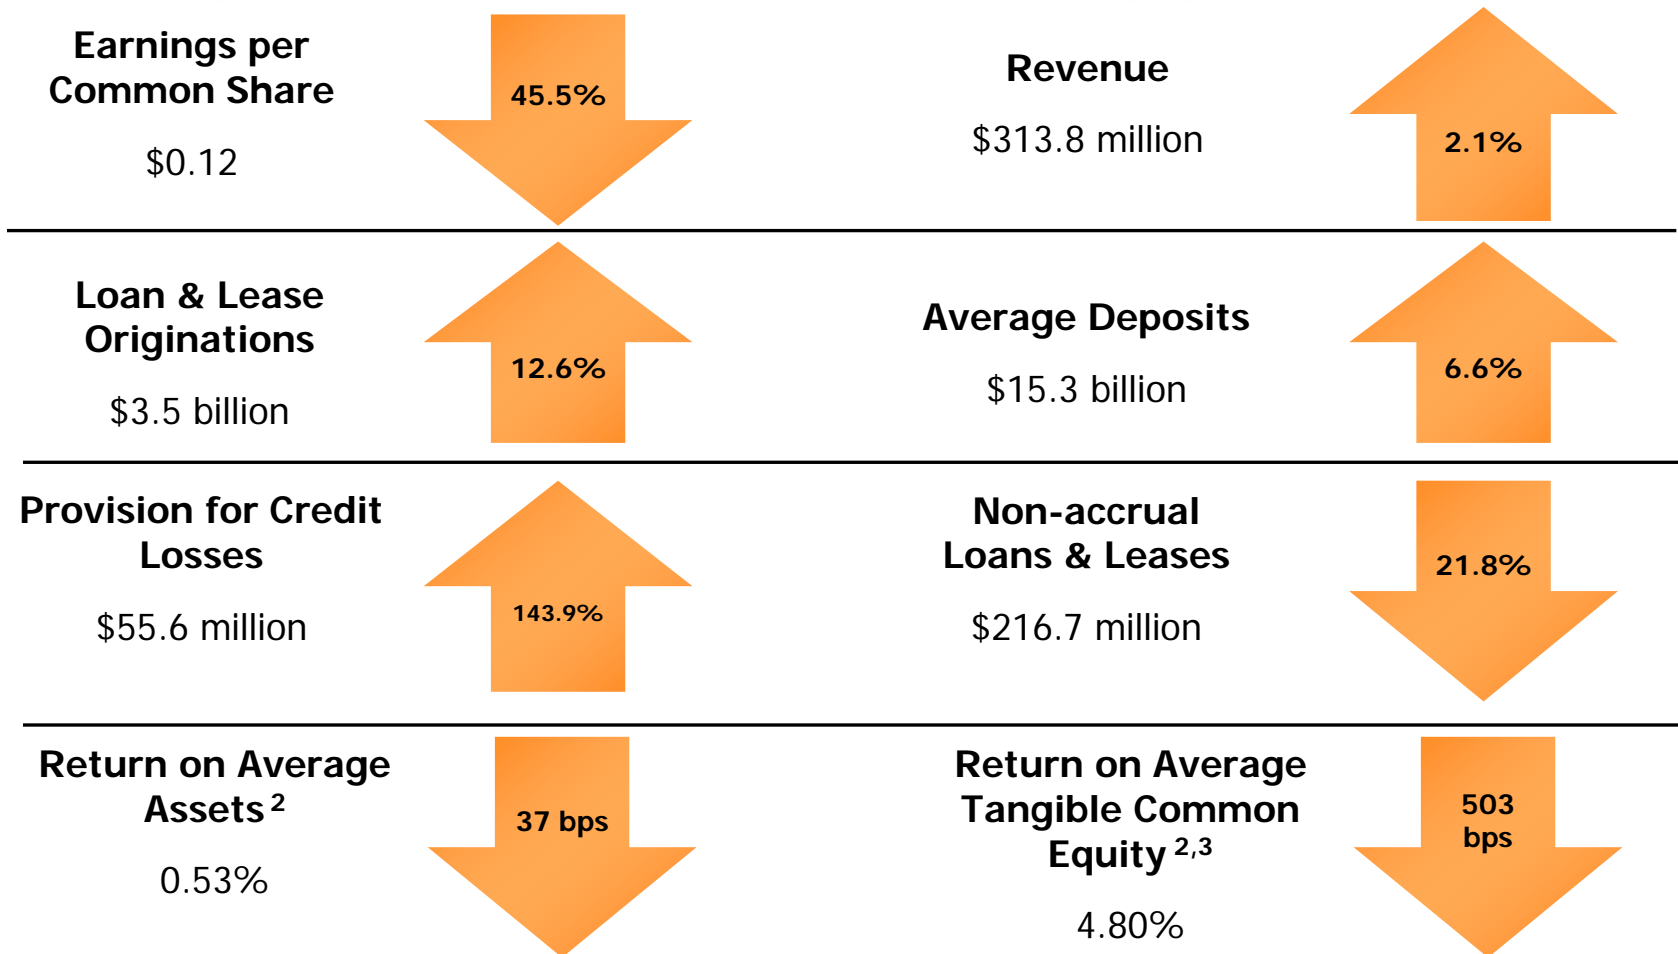 Earnings per
Common Share
$0.12
45.5%
Revenue
$313.8 million
2.1%
Loan & Lease
Originations
$3.5 billion
12.6%
Average Deposits
$15.3 billion
6.6%
Provision for Credit
Losses
$55.6 million
143.9%
Non-accrual
Loans & Leases
$216.7 million
21.8%
Return on Average
Assets 2
0.53%
37 bps
Return on Average
Tangible Common
Equity 2,3
4.80%
503
bps